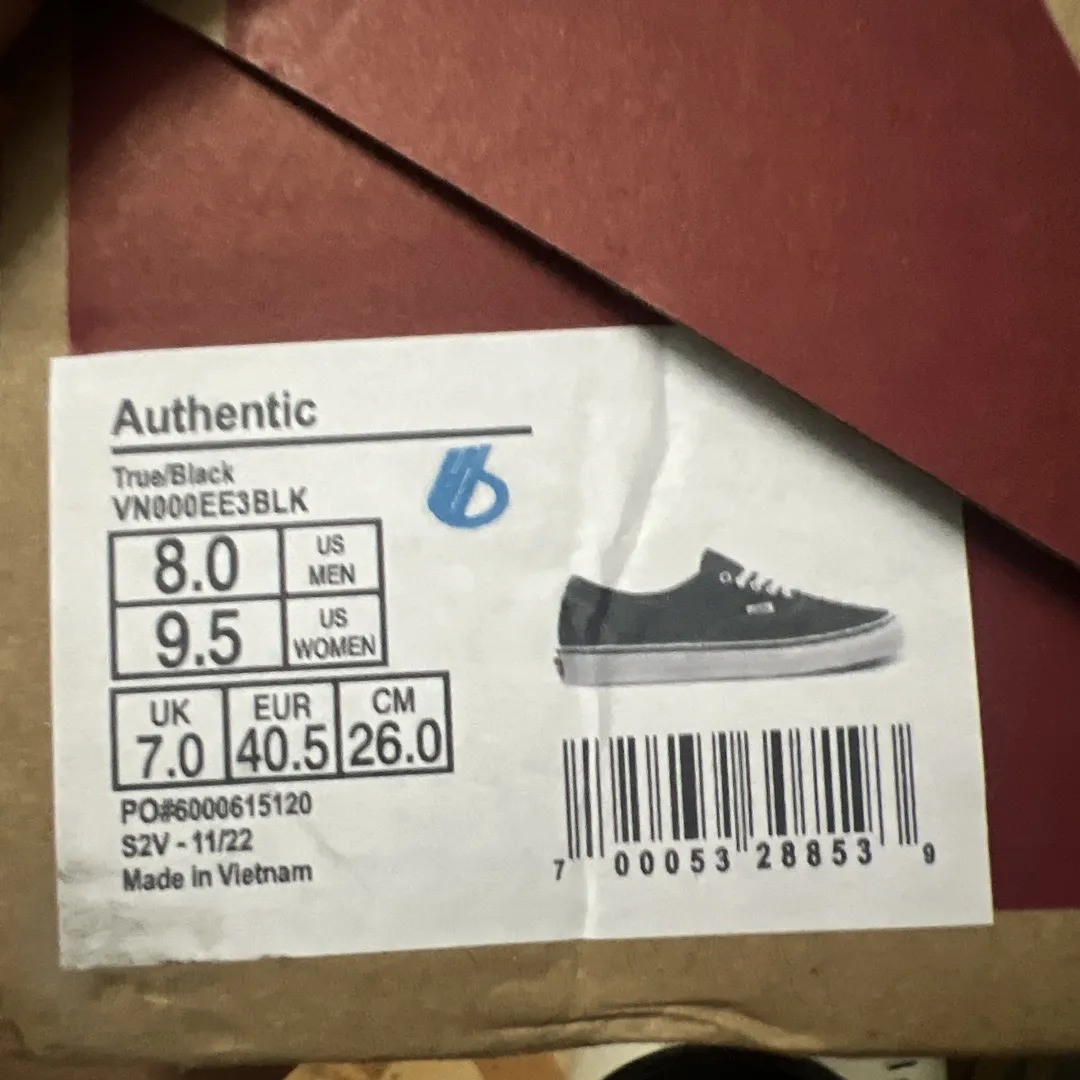 Authentic
True/Black
VN000EE3BLK
8.0 US MEN
9.5 US WOMEN
UK EUR CM
7.0 40.5 26.0
PO#6000615120
S2V - 11/22
Made in Vietnam
7 00053 28853 9